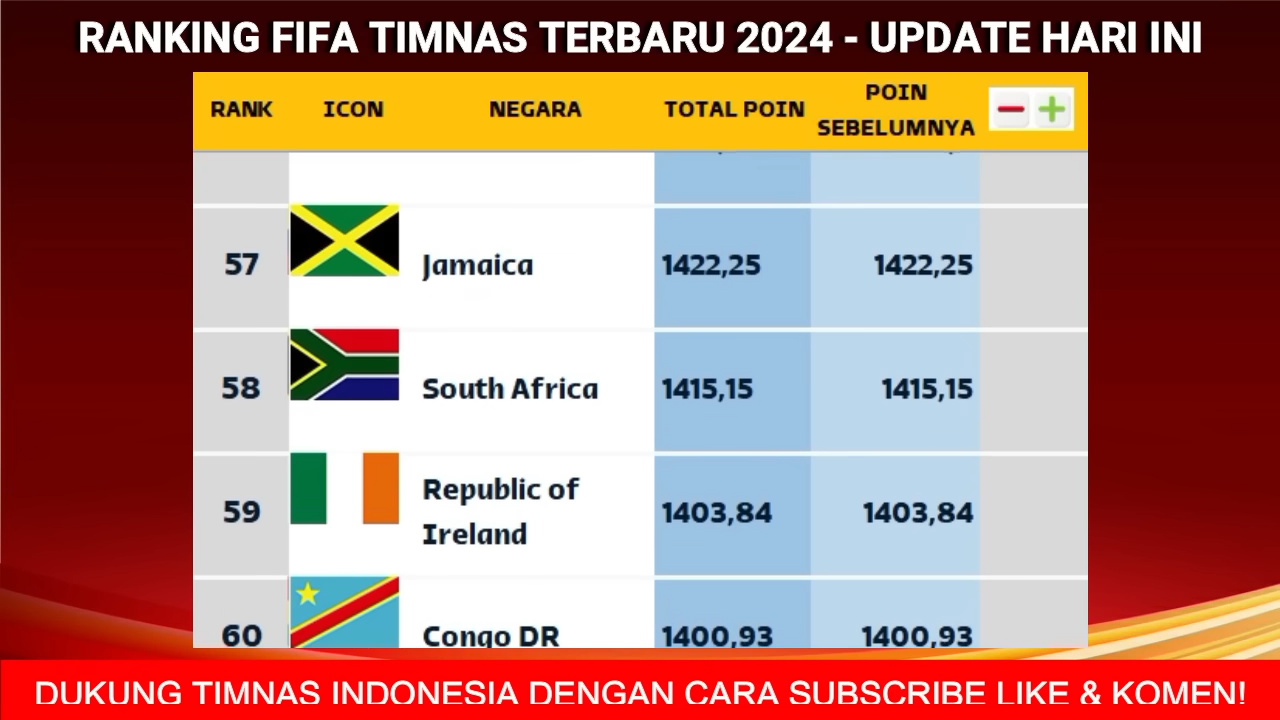 RANKING FIFA TIMNAS TERBARU 2024 - UPDATE HARI INI
RANK ICON NEGARA TOTAL POIN POIN SEBELUMNYA
57 Jamaica 1422,25 1422,25
58 South Africa 1415,15 1415,15
59 Republic of Ireland 1403,84 1403,84
60 Congo DR 1400,93 1400,93
DUKUNG TIMNAS INDONESIA DENGAN CARA SUBSCRIBE LIKE & KOMEN!